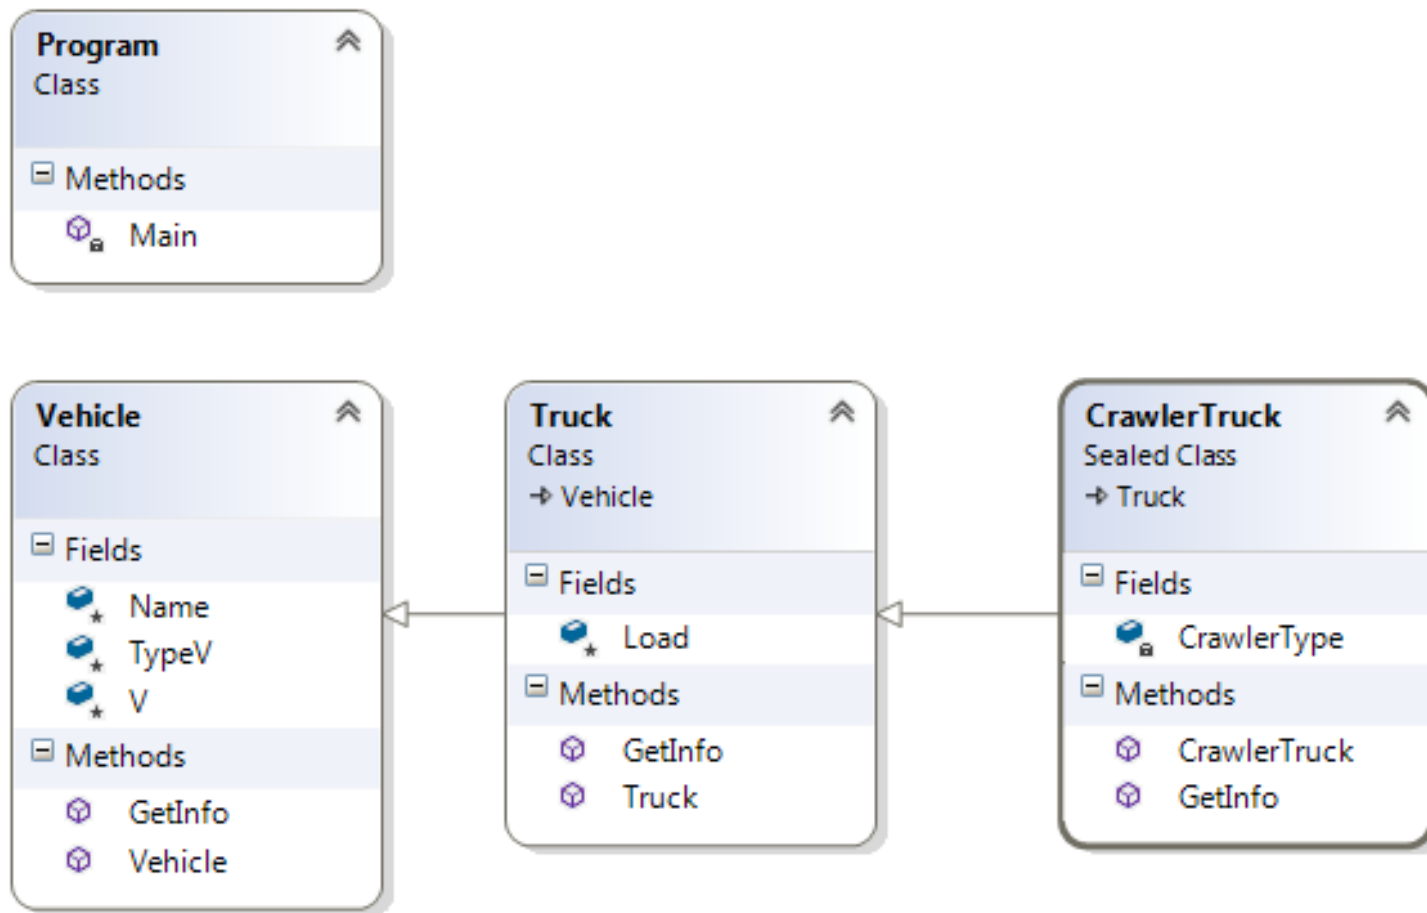 Program
Class
Methods
Main
Vehicle
Class
Fields
Name
TypeV
V
Methods
GetInfo
Vehicle
Truck
Class
Vehicle
Fields
Load
Methods
GetInfo
Truck
CrawlerTruck
Sealed Class
Truck
Fields
CrawlerType
Methods
CrawlerTruck
GetInfo